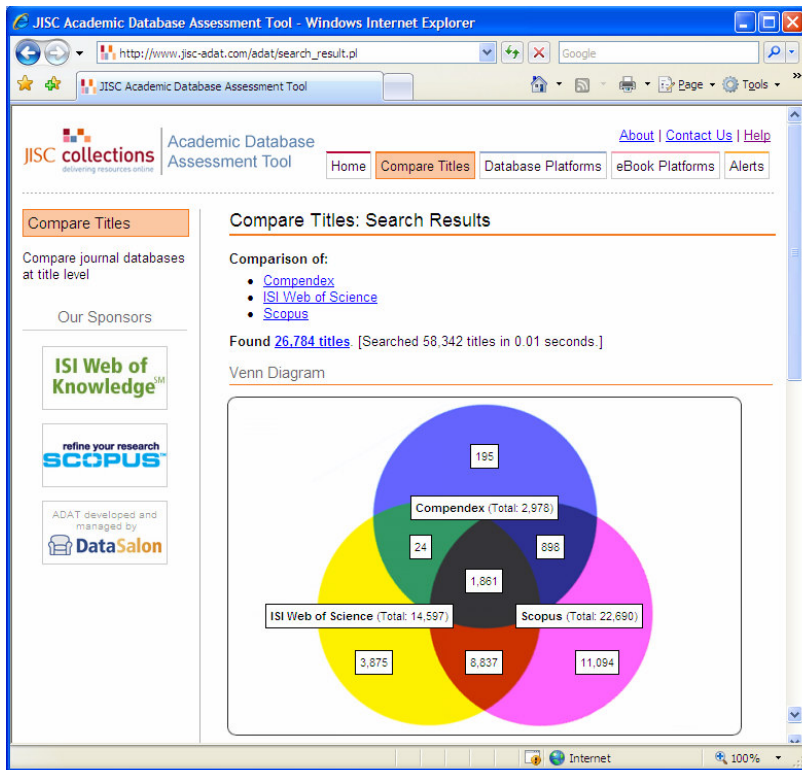 JISC Academic Database Assessment Tool - Windows Internet Explorer
http://www.jisc-adat.com/adat/search_result.pl
Google
JISC Academic Database Assessment Tool
Page
Tools
»
About | Contact Us | Help
JISC collections
delivering resources online
Academic Database
Assessment Tool
Home
Compare Titles
Database Platforms
eBook Platforms
Alerts
Compare Titles
Compare journal databases
at title level
Our Sponsors
ISI Web of
Knowledge SM
refine your research
SCOPUS™
ADAT developed and
managed by
DataSalon
Compare Titles: Search Results
Comparison of:
• Compendex
• ISI Web of Science
• Scopus
Found 26,784 titles. [Searched 58,342 titles in 0.01 seconds.]
Venn Diagram
195
Compendex (Total: 2,978)
24
898
1,861
ISI Web of Science (Total: 14,597)
Scopus (Total: 22,690)
3,875
8,837
11,094
Internet
100%